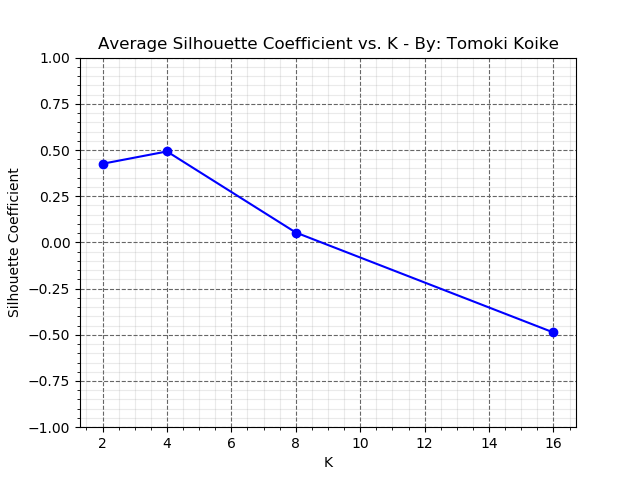 Average Silhouette Coefficient vs. K - By: Tomoki Koike
1.00
0.75
0.50
0.25
0.00
−0.25
−0.50
−0.75
−1.00
Silhouette Coefficient
2 4 6 8 10 12 14 16
K